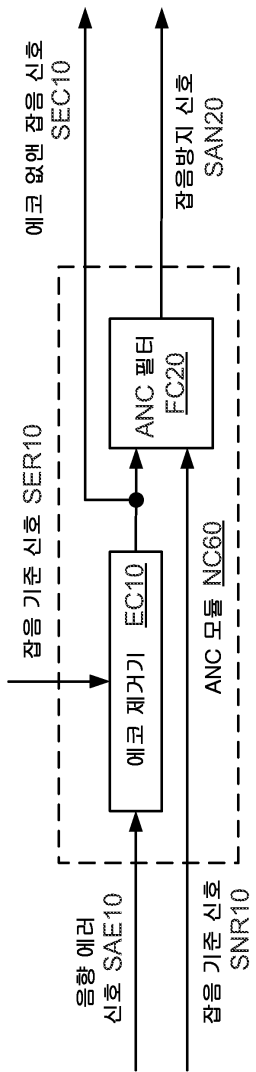 잡음 기준 신호 SER10
에코 없앤 잡음 신호
SEC10
음향 에러
신호 SAE10
에코 제거기
EC10
ANC 필터
FC20
잡음방지 신호
SAN20
잡음 기준 신호
SNR10
ANC 모듈 NC60